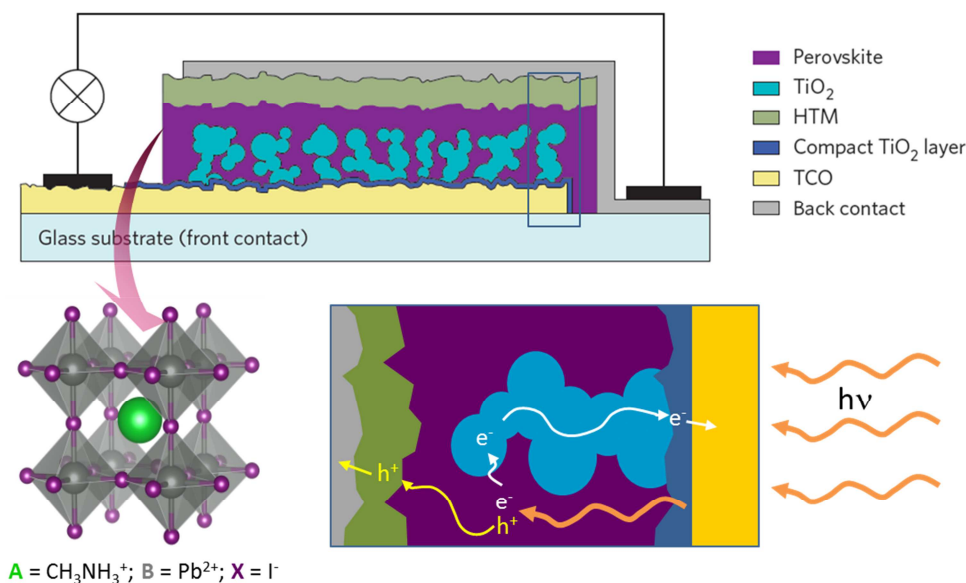 Perovskite
TiO₂
HTM
Compact TiO₂ layer
TCO
Back contact
Glass substrate (front contact)
hν
e⁻
e⁻
h⁺
e⁻
h⁺
A = CH₃NH₃⁺; B = Pb²⁺; X = I⁻